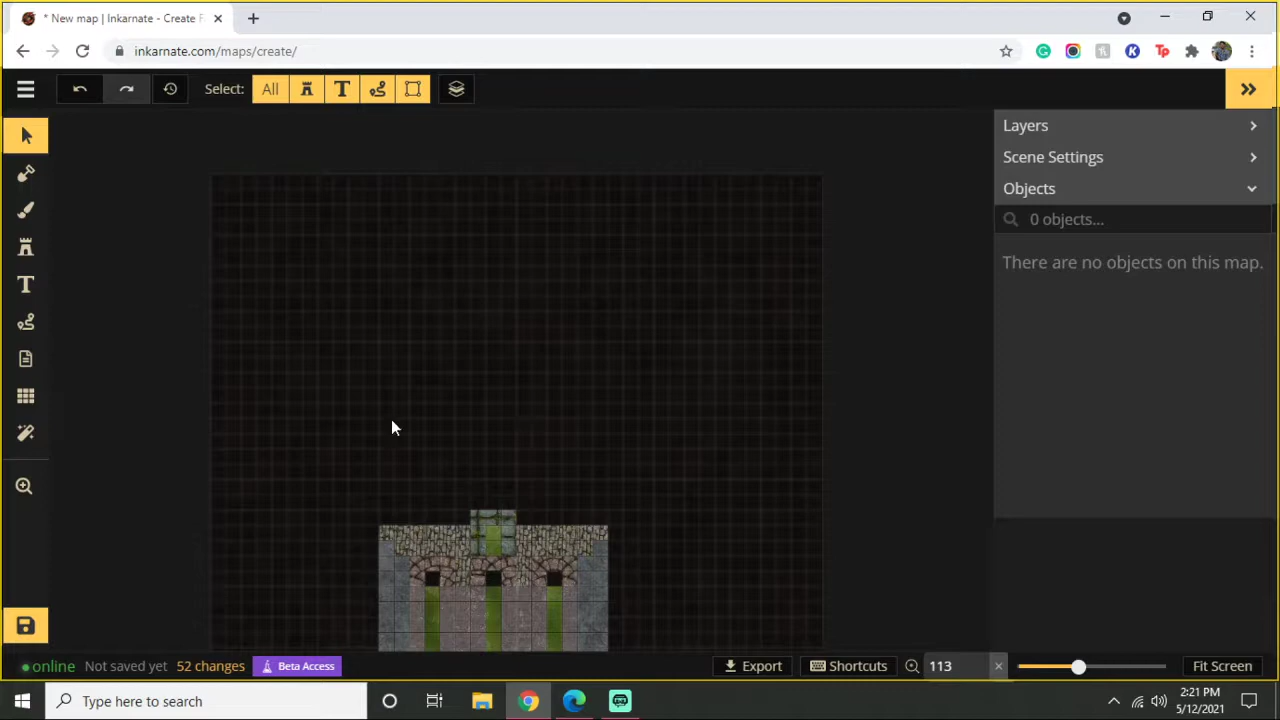 * New map | Inkarnate - Create F
inkarnate.com/maps/create/
Select: All
Layers
Scene Settings
Objects
0 objects...
There are no objects on this map.
online Not saved yet 52 changes Beta Access Export Shortcuts 113 Fit Screen
Type here to search
2:21 PM
5/12/2021